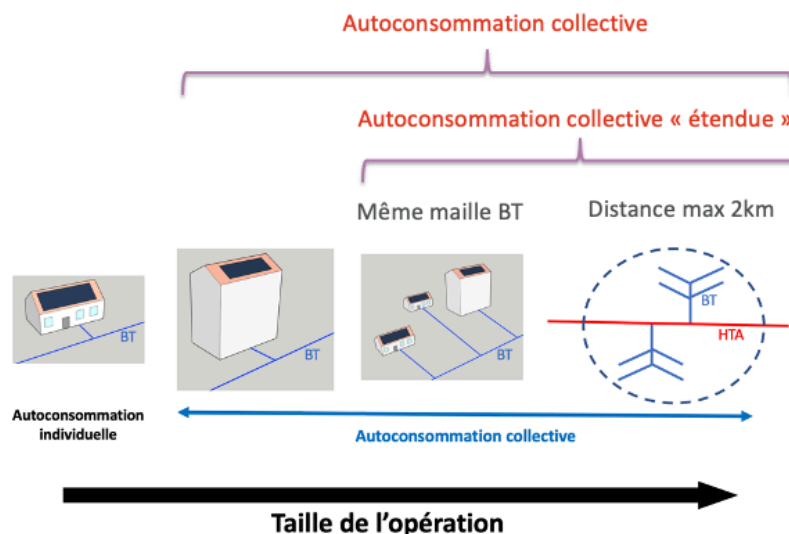 Autoconsommation collective
Autoconsommation collective « étendue »
Même maille BT
Distance max 2km
BT
BT
BT
BT
HTA
Autoconsommation
individuelle
Autoconsommation collective
Taille de l’opération